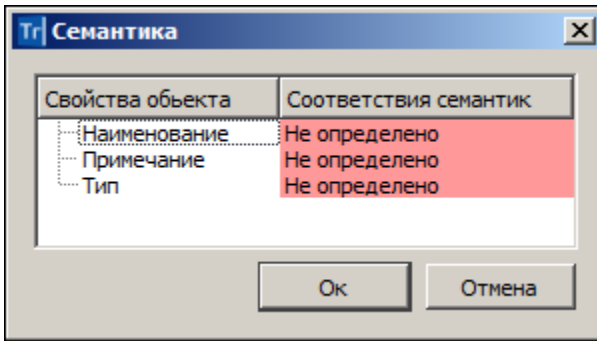 Tr Семантика
Свойства обьекта Соответствия семантик
Наименование Не определено
Примечание Не определено
Тип Не определено
Ок Отмена